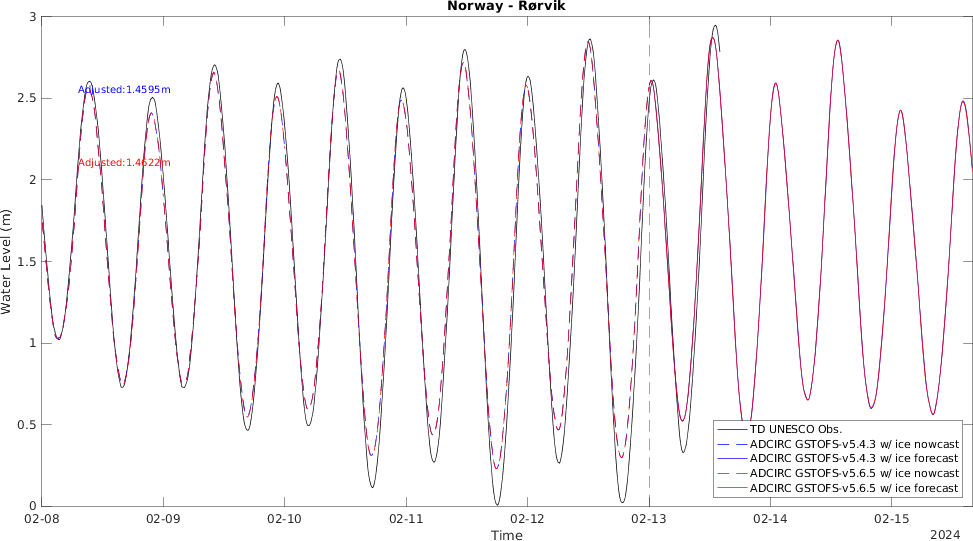 Norway - Rørvik
3
2.5
2
1.5
1
0.5
0
Water Level (m)
Adjusted:1.4595m
Adjusted:1.4622m
TD UNESCO Obs.
ADCIRC GSTOFS-v5.4.3 w/ ice nowcast
ADCIRC GSTOFS-v5.4.3 w/ ice forecast
ADCIRC GSTOFS-v5.6.5 w/ ice nowcast
ADCIRC GSTOFS-v5.6.5 w/ ice forecast
02-08 02-09 02-10 02-11 02-12 02-13 02-14 02-15
Time
2024